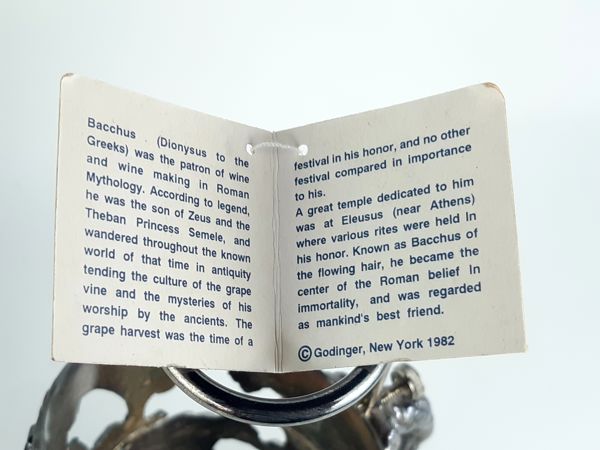 Bacchus (Dionysus to the
Greeks) was the patron of wine
and wine making in Roman
Mythology. According to legend,
he was the son of Zeus and the
Theban Princess Semele, and
wandered throughout the known
world of that time in antiquity
tending the culture of the grape
vine and the mysteries of his
worship by the ancients. The
grape harvest was the time of a
festival in his honor, and no other
festival compared in importance
to his.
A great temple dedicated to him
was at Eleusus (near Athens)
where various rites were held In
his honor. Known as Bacchus of
the flowing hair, he became the
center of the Roman belief In
immortality, and was regarded
as mankind's best friend.
©Godinger, New York 1982